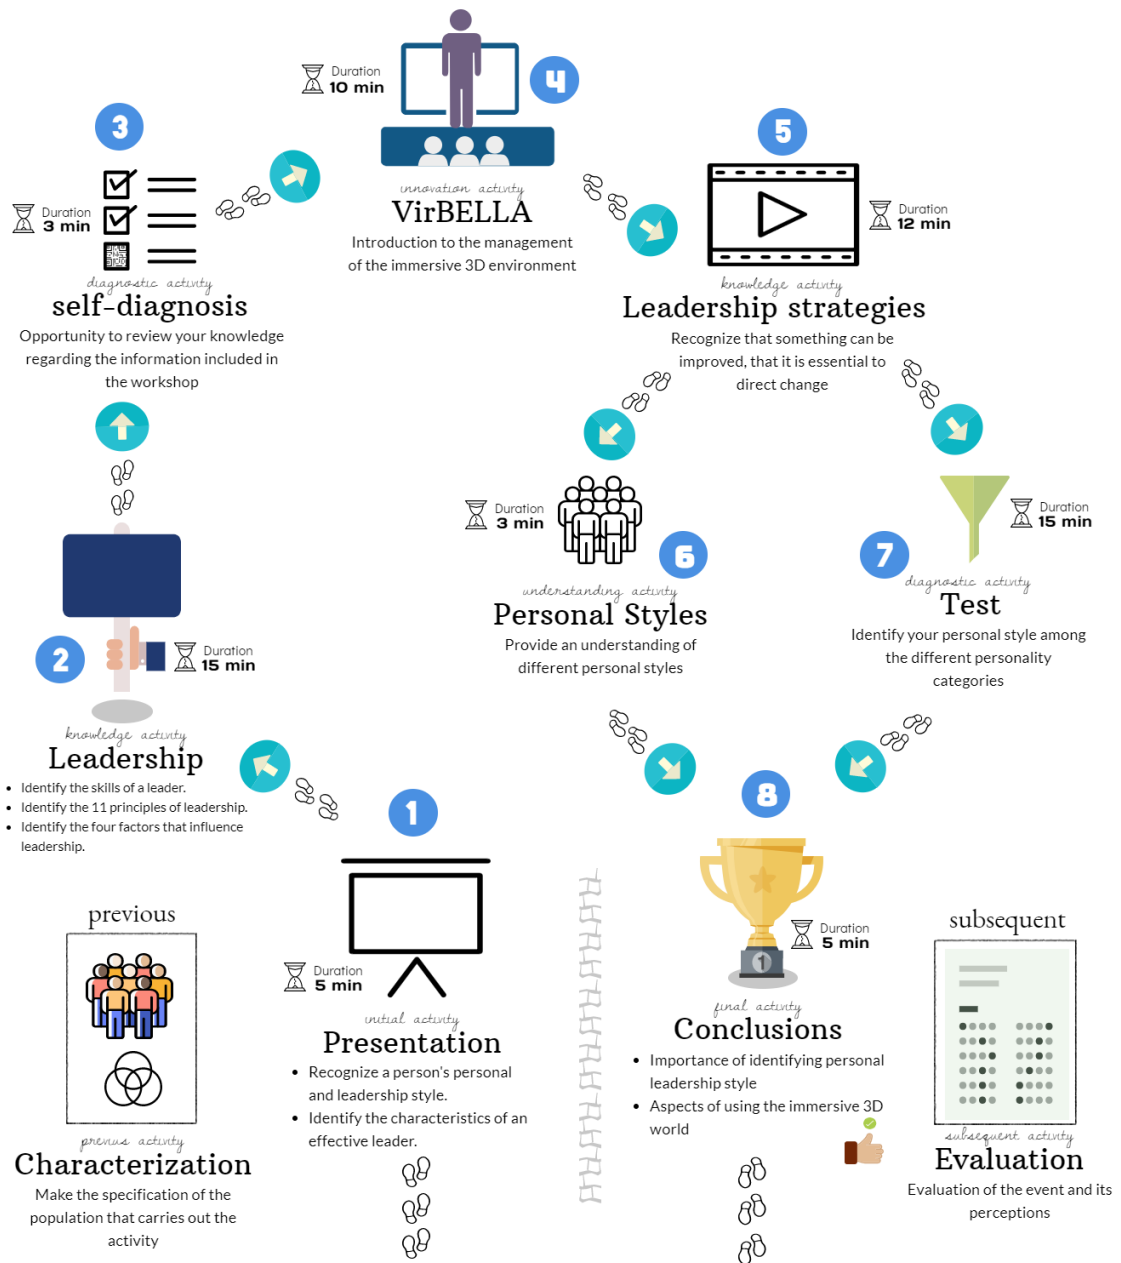 previous
previus activity
Characterization
Make the specification of the
population that carries out the
activity
1
Duration
5 min
initial activity
Presentation
• Recognize a person's personal
and leadership style.
• Identify the characteristics of an
effective leader.
2
Duration
15 min
knowledge activity
Leadership
• Identify the skills of a leader.
• Identify the 11 principles of leadership.
• Identify the four factors that influence
leadership.
3
Duration
3 min
diagnostic activity
self-diagnosis
Opportunity to review your knowledge
regarding the information included in
the workshop
4
Duration
10 min
innovation activity
VirBELLA
Introduction to the management
of the immersive 3D environment
5
Duration
12 min
knowledge activity
Leadership strategies
Recognize that something can be
improved, that it is essential to
direct change
6
Duration
3 min
understanding activity
Personal Styles
Provide an understanding of
different personal styles
7
Duration
15 min
diagnostic activity
Test
Identify your personal style among
the different personality
categories
8
1
Duration
5 min
final activity
Conclusions
• Importance of identifying personal
leadership style
• Aspects of using the immersive 3D
world
subsequent
subsequent activity
Evaluation
Evaluation of the event and its
perceptions